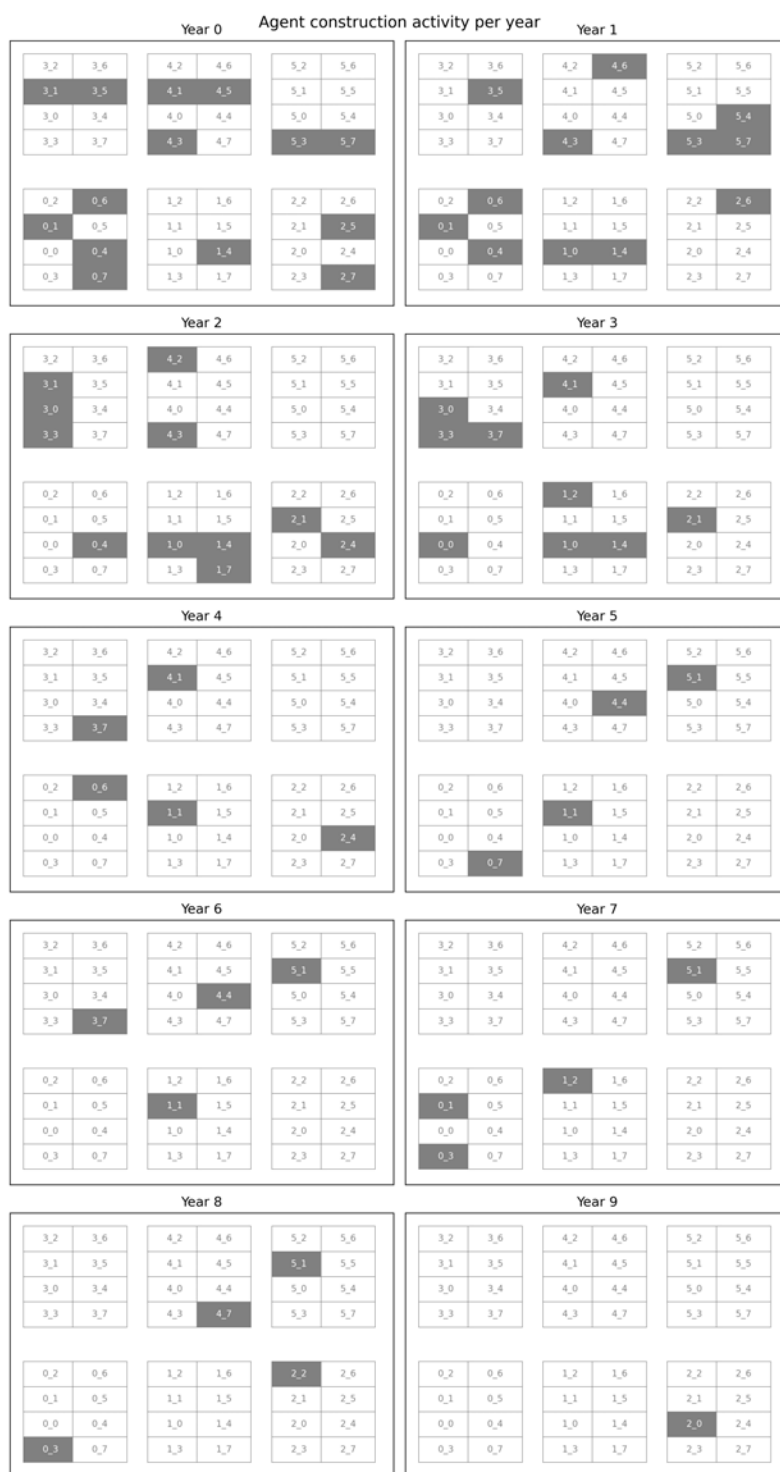 Agent construction activity per year
Year 0 Year 1
3_2 3_6 4_2 4_6 5_2 5_6 3_2 3_6 4_2 4_6 5_2 5_6
3_1 3_5 4_1 4_5 5_1 5_5 3_1 3_5 4_1 4_5 5_1 5_5
3_0 3_4 4_0 4_4 5_0 5_4 3_0 3_4 4_0 4_4 5_0 5_4
3_3 3_7 4_3 4_7 5_3 5_7 3_3 3_7 4_3 4_7 5_3 5_7
0_2 0_6 1_2 1_6 2_2 2_6 0_2 0_6 1_2 1_6 2_2 2_6
0_1 0_5 1_1 1_5 2_1 2_5 0_1 0_5 1_1 1_5 2_1 2_5
0_0 0_4 1_0 1_4 2_0 2_4 0_0 0_4 1_0 1_4 2_0 2_4
0_3 0_7 1_3 1_7 2_3 2_7 0_3 0_7 1_3 1_7 2_3 2_7
Year 2 Year 3
3_2 3_6 4_2 4_6 5_2 5_6 3_2 3_6 4_2 4_6 5_2 5_6
3_1 3_5 4_1 4_5 5_1 5_5 3_1 3_5 4_1 4_5 5_1 5_5
3_0 3_4 4_0 4_4 5_0 5_4 3_0 3_4 4_0 4_4 5_0 5_4
3_3 3_7 4_3 4_7 5_3 5_7 3_3 3_7 4_3 4_7 5_3 5_7
0_2 0_6 1_2 1_6 2_2 2_6 0_2 0_6 1_2 1_6 2_2 2_6
0_1 0_5 1_1 1_5 2_1 2_5 0_1 0_5 1_1 1_5 2_1 2_5
0_0 0_4 1_0 1_4 2_0 2_4 0_0 0_4 1_0 1_4 2_0 2_4
0_3 0_7 1_3 1_7 2_3 2_7 0_3 0_7 1_3 1_7 2_3 2_7
Year 4 Year 5
3_2 3_6 4_2 4_6 5_2 5_6 3_2 3_6 4_2 4_6 5_2 5_6
3_1 3_5 4_1 4_5 5_1 5_5 3_1 3_5 4_1 4_5 5_1 5_5
3_0 3_4 4_0 4_4 5_0 5_4 3_0 3_4 4_0 4_4 5_0 5_4
3_3 3_7 4_3 4_7 5_3 5_7 3_3 3_7 4_3 4_7 5_3 5_7
0_2 0_6 1_2 1_6 2_2 2_6 0_2 0_6 1_2 1_6 2_2 2_6
0_1 0_5 1_1 1_5 2_1 2_5 0_1 0_5 1_1 1_5 2_1 2_5
0_0 0_4 1_0 1_4 2_0 2_4 0_0 0_4 1_0 1_4 2_0 2_4
0_3 0_7 1_3 1_7 2_3 2_7 0_3 0_7 1_3 1_7 2_3 2_7
Year 6 Year 7
3_2 3_6 4_2 4_6 5_2 5_6 3_2 3_6 4_2 4_6 5_2 5_6
3_1 3_5 4_1 4_5 5_1 5_5 3_1 3_5 4_1 4_5 5_1 5_5
3_0 3_4 4_0 4_4 5_0 5_4 3_0 3_4 4_0 4_4 5_0 5_4
3_3 3_7 4_3 4_7 5_3 5_7 3_3 3_7 4_3 4_7 5_3 5_7
0_2 0_6 1_2 1_6 2_2 2_6 0_2 0_6 1_2 1_6 2_2 2_6
0_1 0_5 1_1 1_5 2_1 2_5 0_1 0_5 1_1 1_5 2_1 2_5
0_0 0_4 1_0 1_4 2_0 2_4 0_0 0_4 1_0 1_4 2_0 2_4
0_3 0_7 1_3 1_7 2_3 2_7 0_3 0_7 1_3 1_7 2_3 2_7
Year 8 Year 9
3_2 3_6 4_2 4_6 5_2 5_6 3_2 3_6 4_2 4_6 5_2 5_6
3_1 3_5 4_1 4_5 5_1 5_5 3_1 3_5 4_1 4_5 5_1 5_5
3_0 3_4 4_0 4_4 5_0 5_4 3_0 3_4 4_0 4_4 5_0 5_4
3_3 3_7 4_3 4_7 5_3 5_7 3_3 3_7 4_3 4_7 5_3 5_7
0_2 0_6 1_2 1_6 2_2 2_6 0_2 0_6 1_2 1_6 2_2 2_6
0_1 0_5 1_1 1_5 2_1 2_5 0_1 0_5 1_1 1_5 2_1 2_5
0_0 0_4 1_0 1_4 2_0 2_4 0_0 0_4 1_0 1_4 2_0 2_4
0_3 0_7 1_3 1_7 2_3 2_7 0_3 0_7 1_3 1_7 2_3 2_7